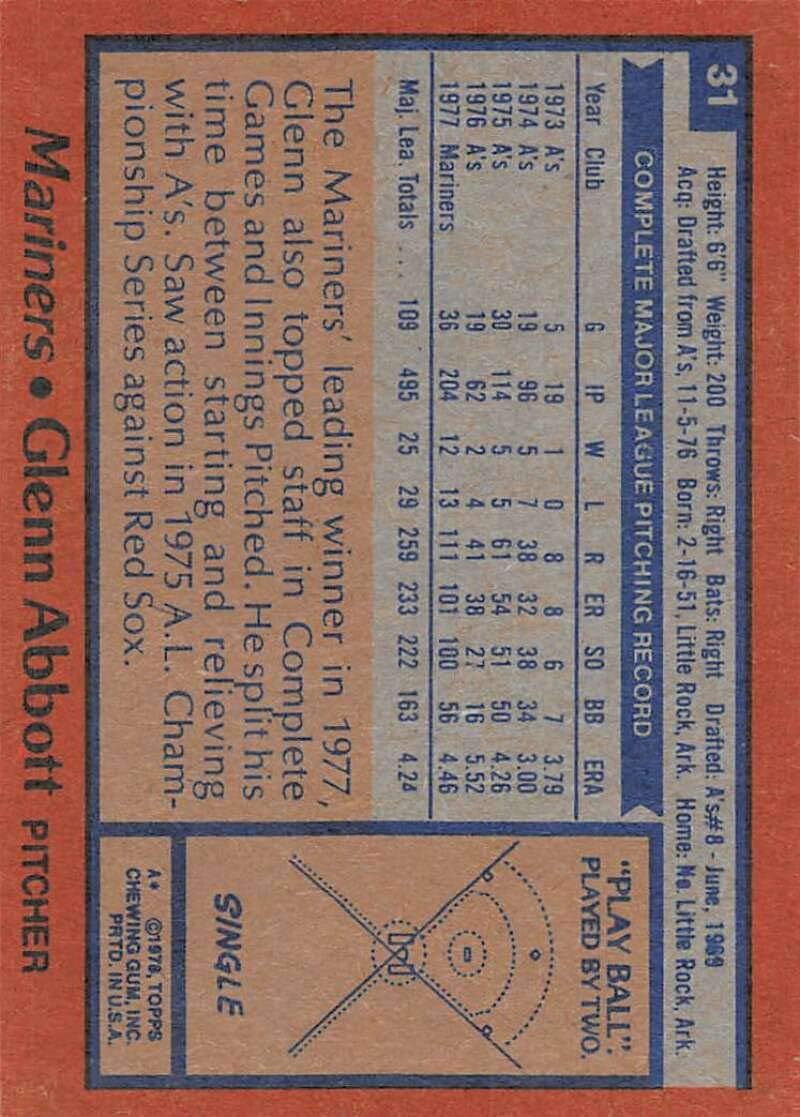 31
Height: 6'6" Weight: 200 Throws: Right Bats: Right Drafted: A's#8 - June, 1969
Acq: Drafted from A's, 11-5-76 Born: 2-16-51, Little Rock, Ark. Home: No. Little Rock, Ark.
COMPLETE MAJOR LEAGUE PITCHING RECORD
Year Club G IP W L R ER SO BB ERA
1973 A's 5 19 1 0 8 8 6 7 3.79
1974 A's 19 96 5 7 38 32 38 34 3.00
1975 A's 30 114 5 5 61 54 51 50 4.26
1976 A's 19 62 2 4 41 38 27 16 5.52
1977 Mariners 36 204 12 13 111 101 100 56 4.46
Maj. Lea. Totals ... 109 495 25 29 259 233 222 163 4.24
The Mariners' leading winner in 1977,
Glenn also topped staff in Complete
Games and Innings Pitched. He split his
time between starting and relieving
with A's. Saw action in 1975 A.L. Cham-
pionship Series against Red Sox.
"PLAY BALL"
PLAYED BY TWO.
SINGLE
A* ©1978, TOPPS
CHEWING GUM, INC.
PRTD. IN U.S.A.
Mariners • Glenn Abbott PITCHER